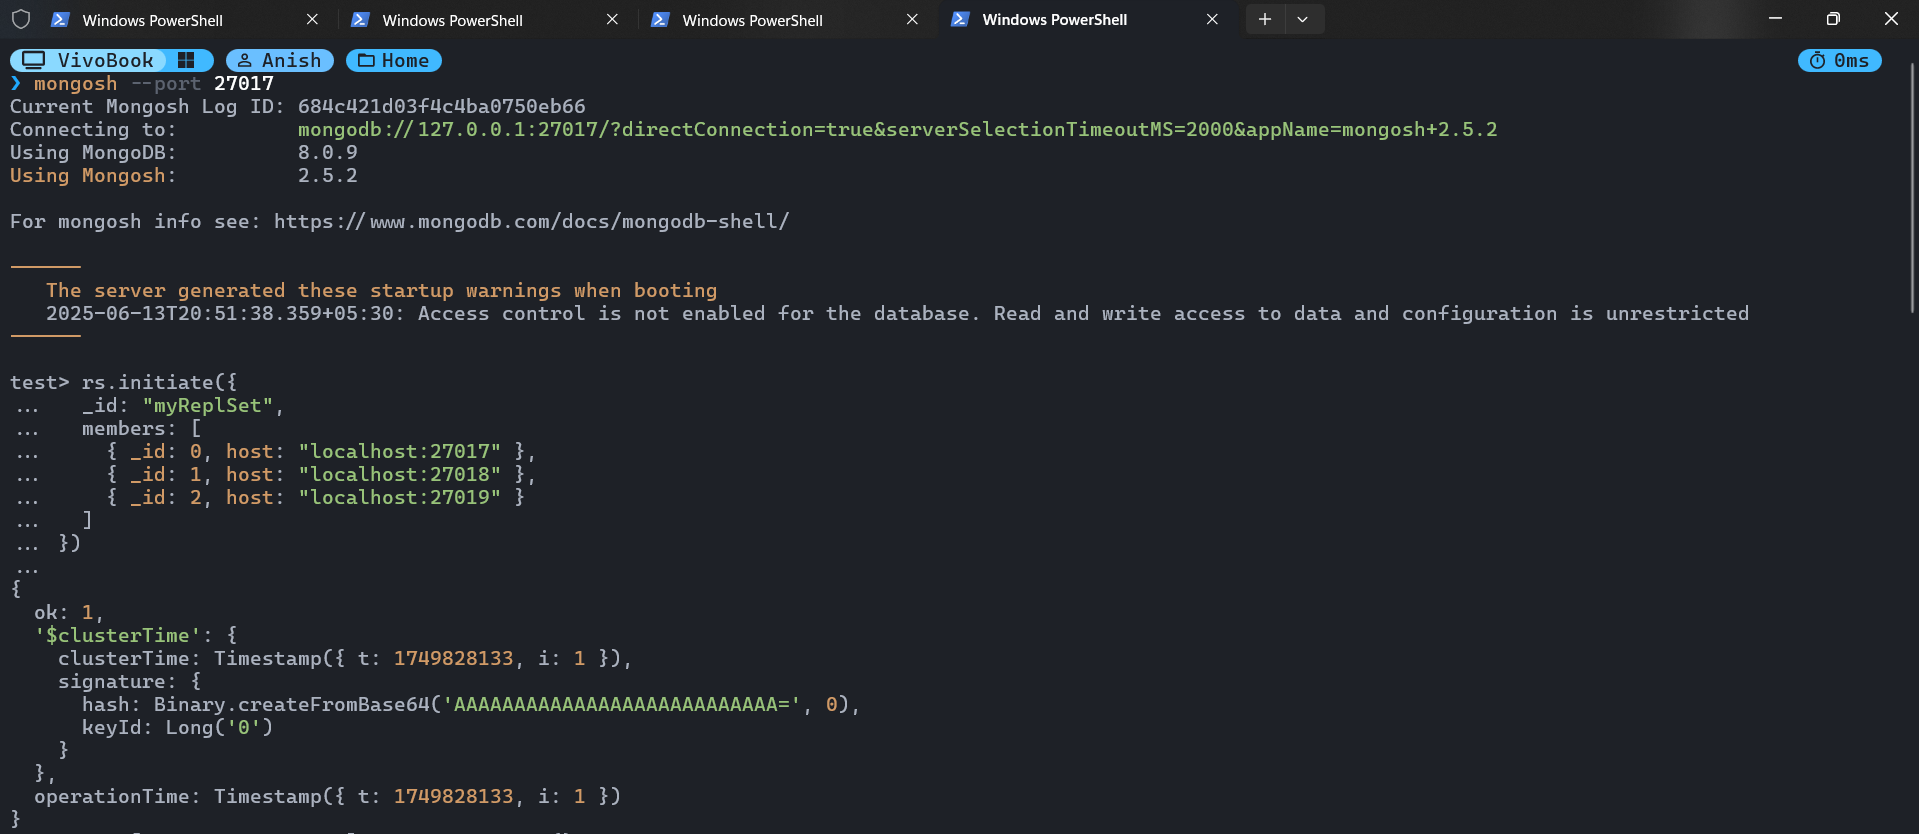 Windows PowerShell
Windows PowerShell
Windows PowerShell
Windows PowerShell
VivoBook
Anish
Home
0ms
❯ mongosh --port 27017
Current Mongosh Log ID: 684c421d03f4c4ba0750eb66
Connecting to: mongodb://127.0.0.1:27017/?directConnection=true&serverSelectionTimeoutMS=2000&appName=mongosh+2.5.2
Using MongoDB: 8.0.9
Using Mongosh: 2.5.2
For mongosh info see: https://www.mongodb.com/docs/mongodb-shell/
------
The server generated these startup warnings when booting
2025-06-13T20:51:38.359+05:30: Access control is not enabled for the database. Read and write access to data and configuration is unrestricted
------
test> rs.initiate({
... _id: "myReplSet",
... members: [
... { _id: 0, host: "localhost:27017" },
... { _id: 1, host: "localhost:27018" },
... { _id: 2, host: "localhost:27019" }
... ]
... })
...
{
ok: 1,
'$clusterTime': {
clusterTime: Timestamp({ t: 1749828133, i: 1 }),
signature: {
hash: Binary.createFromBase64('AAAAAAAAAAAAAAAAAAAAAAAAAAA=', 0),
keyId: Long('0')
}
},
operationTime: Timestamp({ t: 1749828133, i: 1 })
}